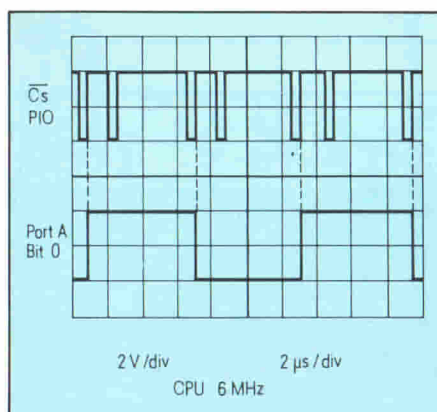 Cs
PIO
Port A
Bit 0
2 V/div 2 µs/div
CPU 6 MHz